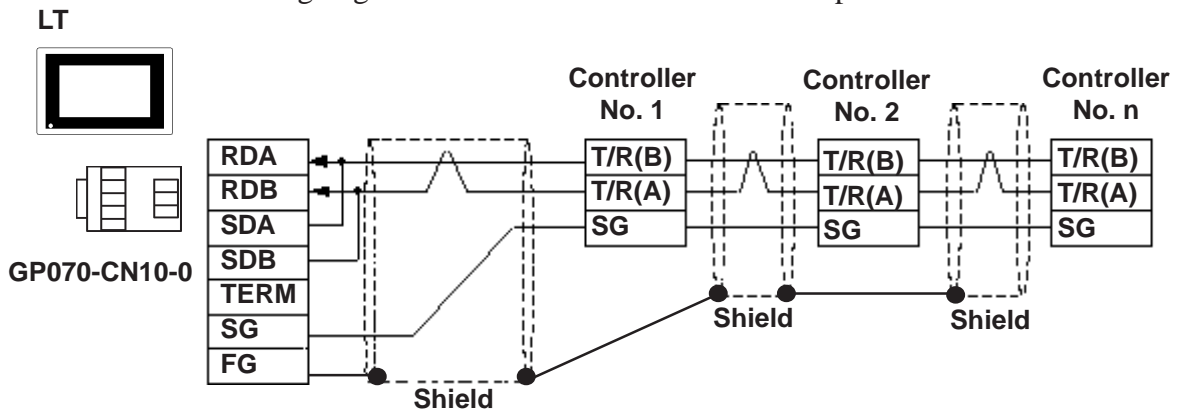 LT
GP070-CN10-0
RDA
RDB
SDA
SDB
TERM
SG
FG
Shield
Controller
No. 1
T/R(B)
T/R(A)
SG
Shield
Controller
No. 2
T/R(B)
T/R(A)
SG
Shield
Controller
No. n
T/R(B)
T/R(A)
SG